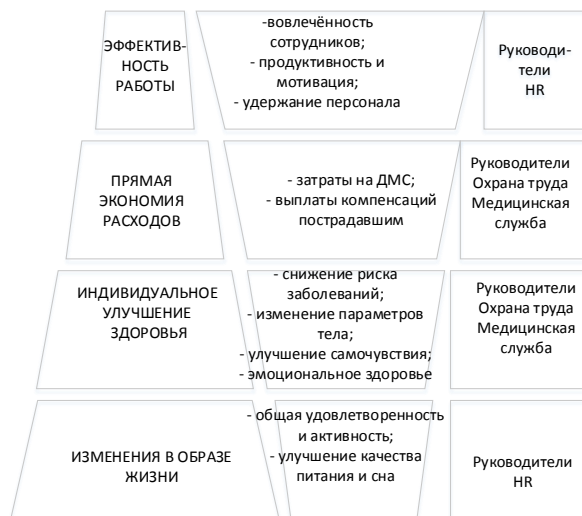 ЭФФЕКТИВ-
НОСТЬ
РАБОТЫ
-вовлечённость
сотрудников;
- продуктивность и
мотивация;
- удержание персонала
Руководи-
тели
HR
ПРЯМАЯ
ЭКОНОМИЯ
РАСХОДОВ
- затраты на ДМС;
- выплаты компенсаций
пострадавшим
Руководители
Охрана труда
Медицинская
служба
ИНДИВИДУАЛЬНОЕ
УЛУЧШЕНИЕ
ЗДОРОВЬЯ
- снижение риска
заболеваний;
- изменение параметров
тела;
- улучшение самочувствия;
- эмоциональное здоровье
Руководители
Охрана труда
Медицинская
служба
ИЗМЕНЕНИЯ В ОБРАЗЕ
ЖИЗНИ
- общая удовлетворенность
и активность;
- улучшение качества
питания и сна
Руководители
HR